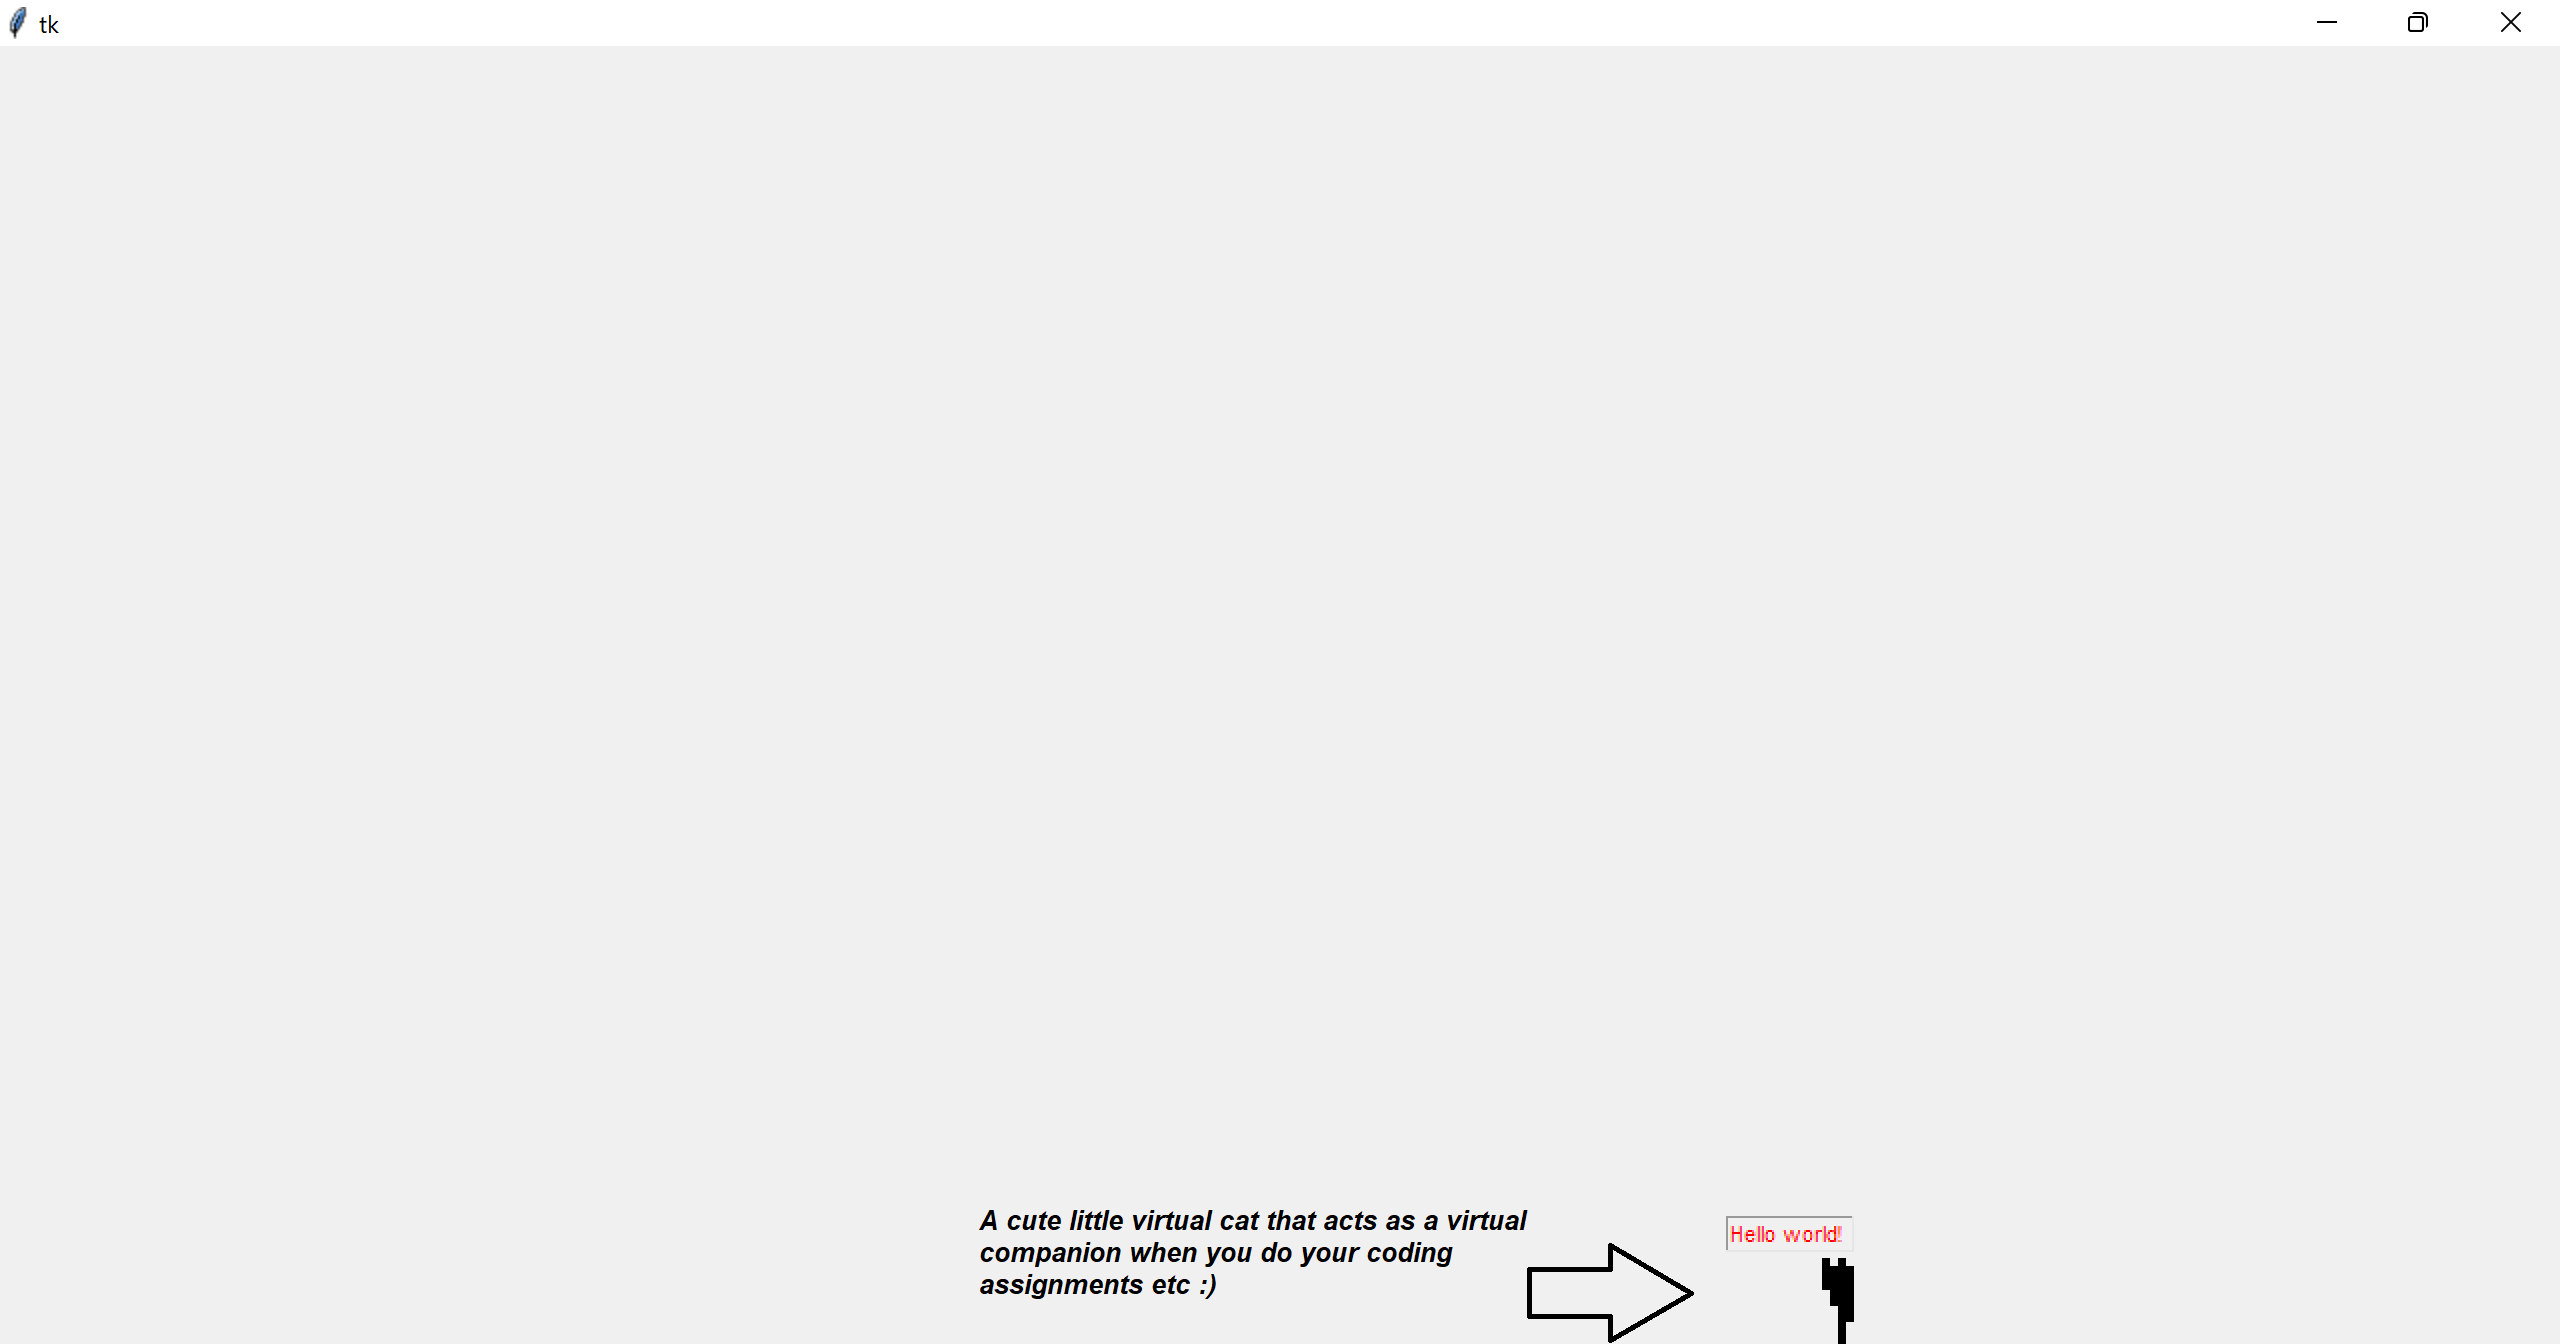 tk
A cute little virtual cat that acts as a virtual
companion when you do your coding
assignments etc :)
Hello world!